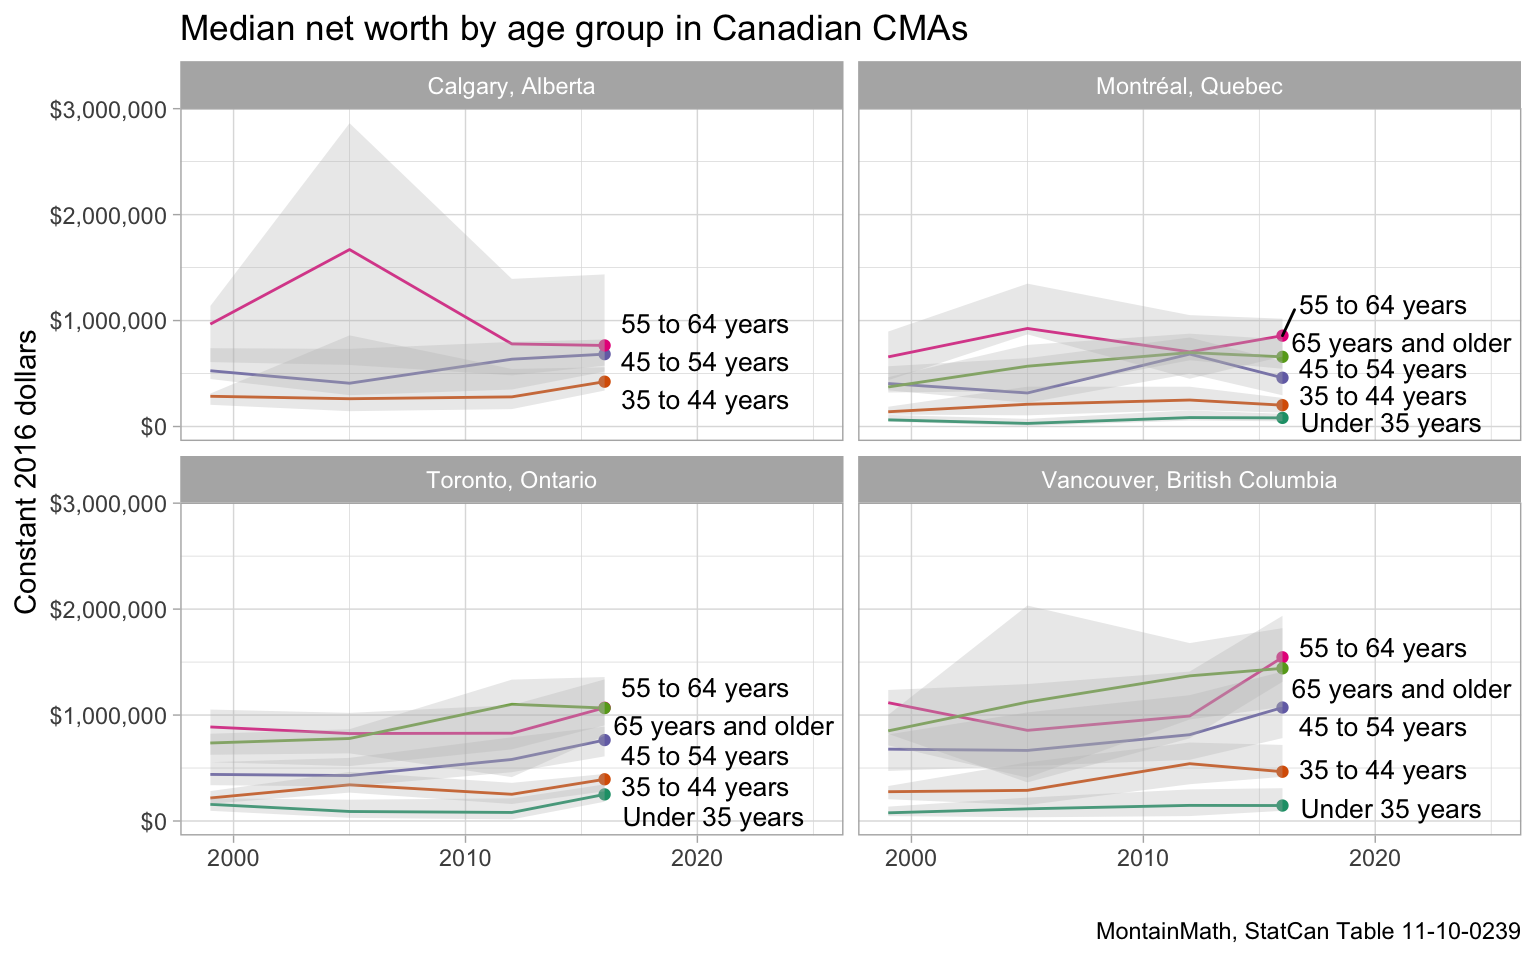 Median net worth by age group in Canadian CMAs
Calgary, Alberta
Montréal, Quebec
Constant 2016 dollars
$3,000,000
$2,000,000
$1,000,000
$0
55 to 64 years
45 to 54 years
35 to 44 years
55 to 64 years
65 years and older
45 to 54 years
35 to 44 years
Under 35 years
Toronto, Ontario
Vancouver, British Columbia
$3,000,000
$2,000,000
$1,000,000
$0
55 to 64 years
65 years and older
45 to 54 years
35 to 44 years
Under 35 years
55 to 64 years
65 years and older
45 to 54 years
35 to 44 years
Under 35 years
2000 2010 2020
2000 2010 2020
MontainMath, StatCan Table 11-10-0239